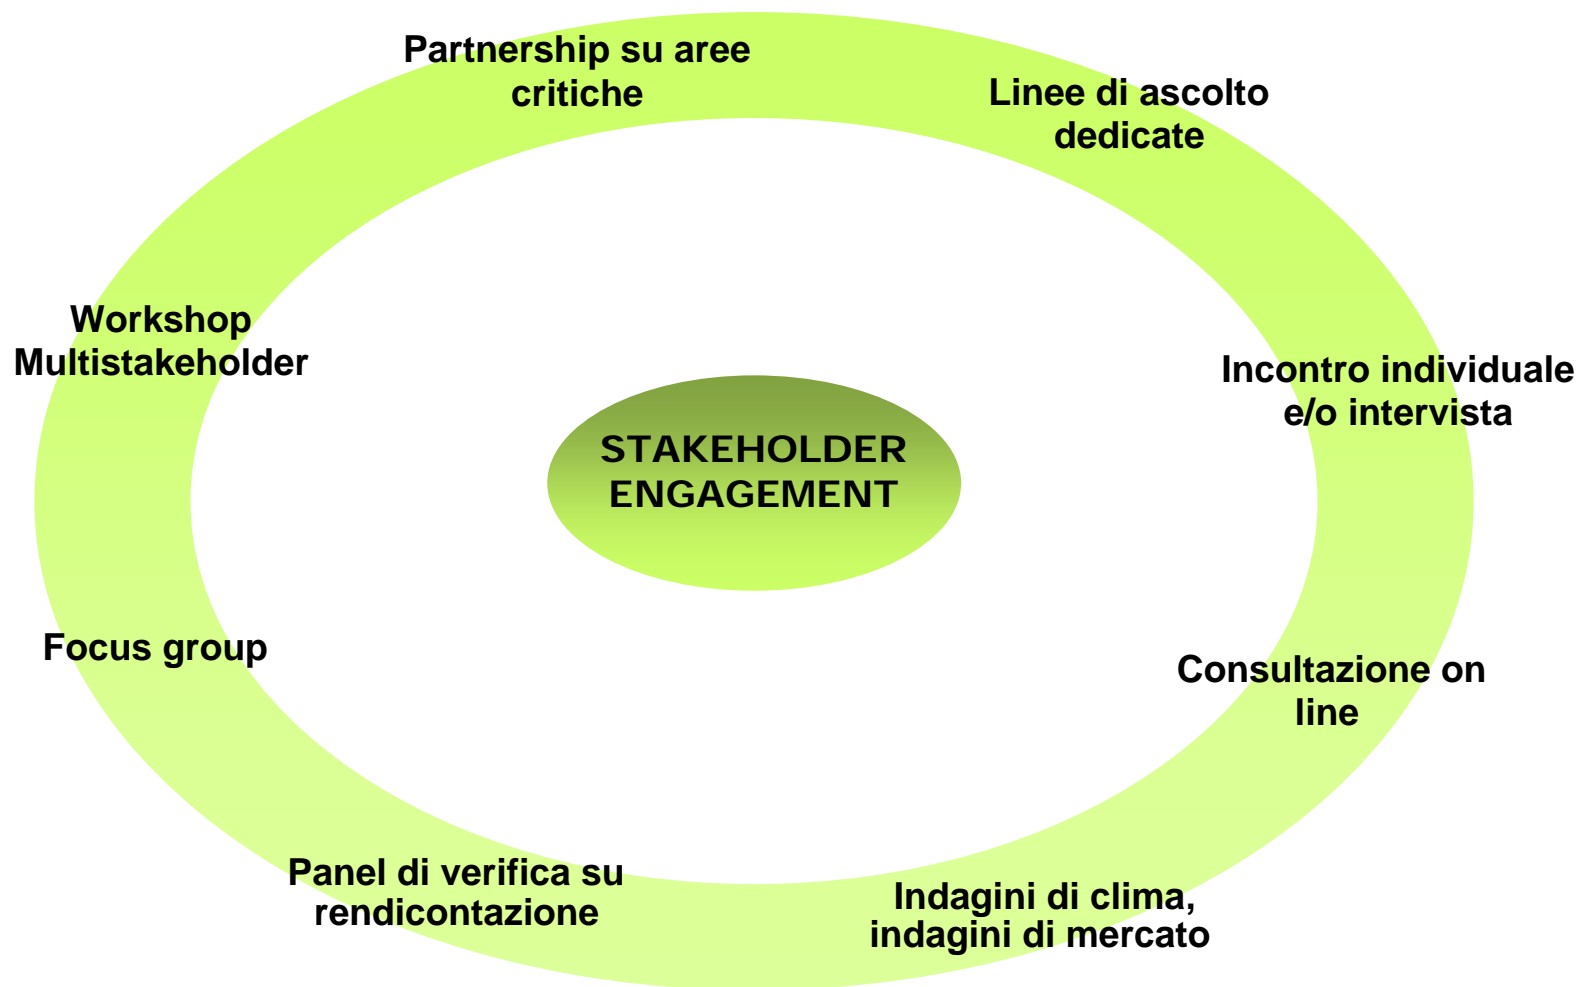 Partnership su aree
critiche
Linee di ascolto
dedicate
Workshop
Multistakeholder
Incontro individuale
e/o intervista
STAKEHOLDER
ENGAGEMENT
Focus group
Consultazione on
line
Panel di verifica su
rendicontazione
Indagini di clima,
indagini di mercato